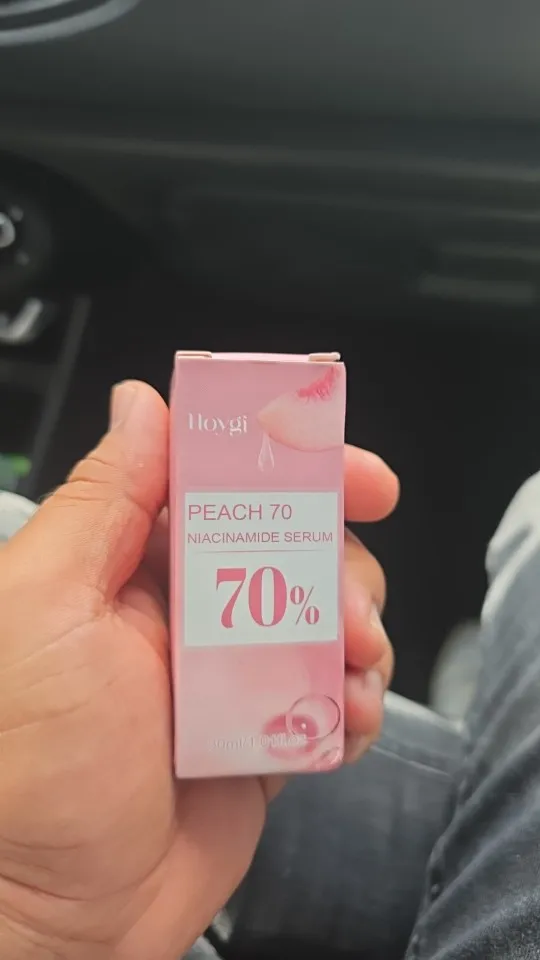 Hoygi
PEACH 70
NIACINAMIDE SERUM
70%